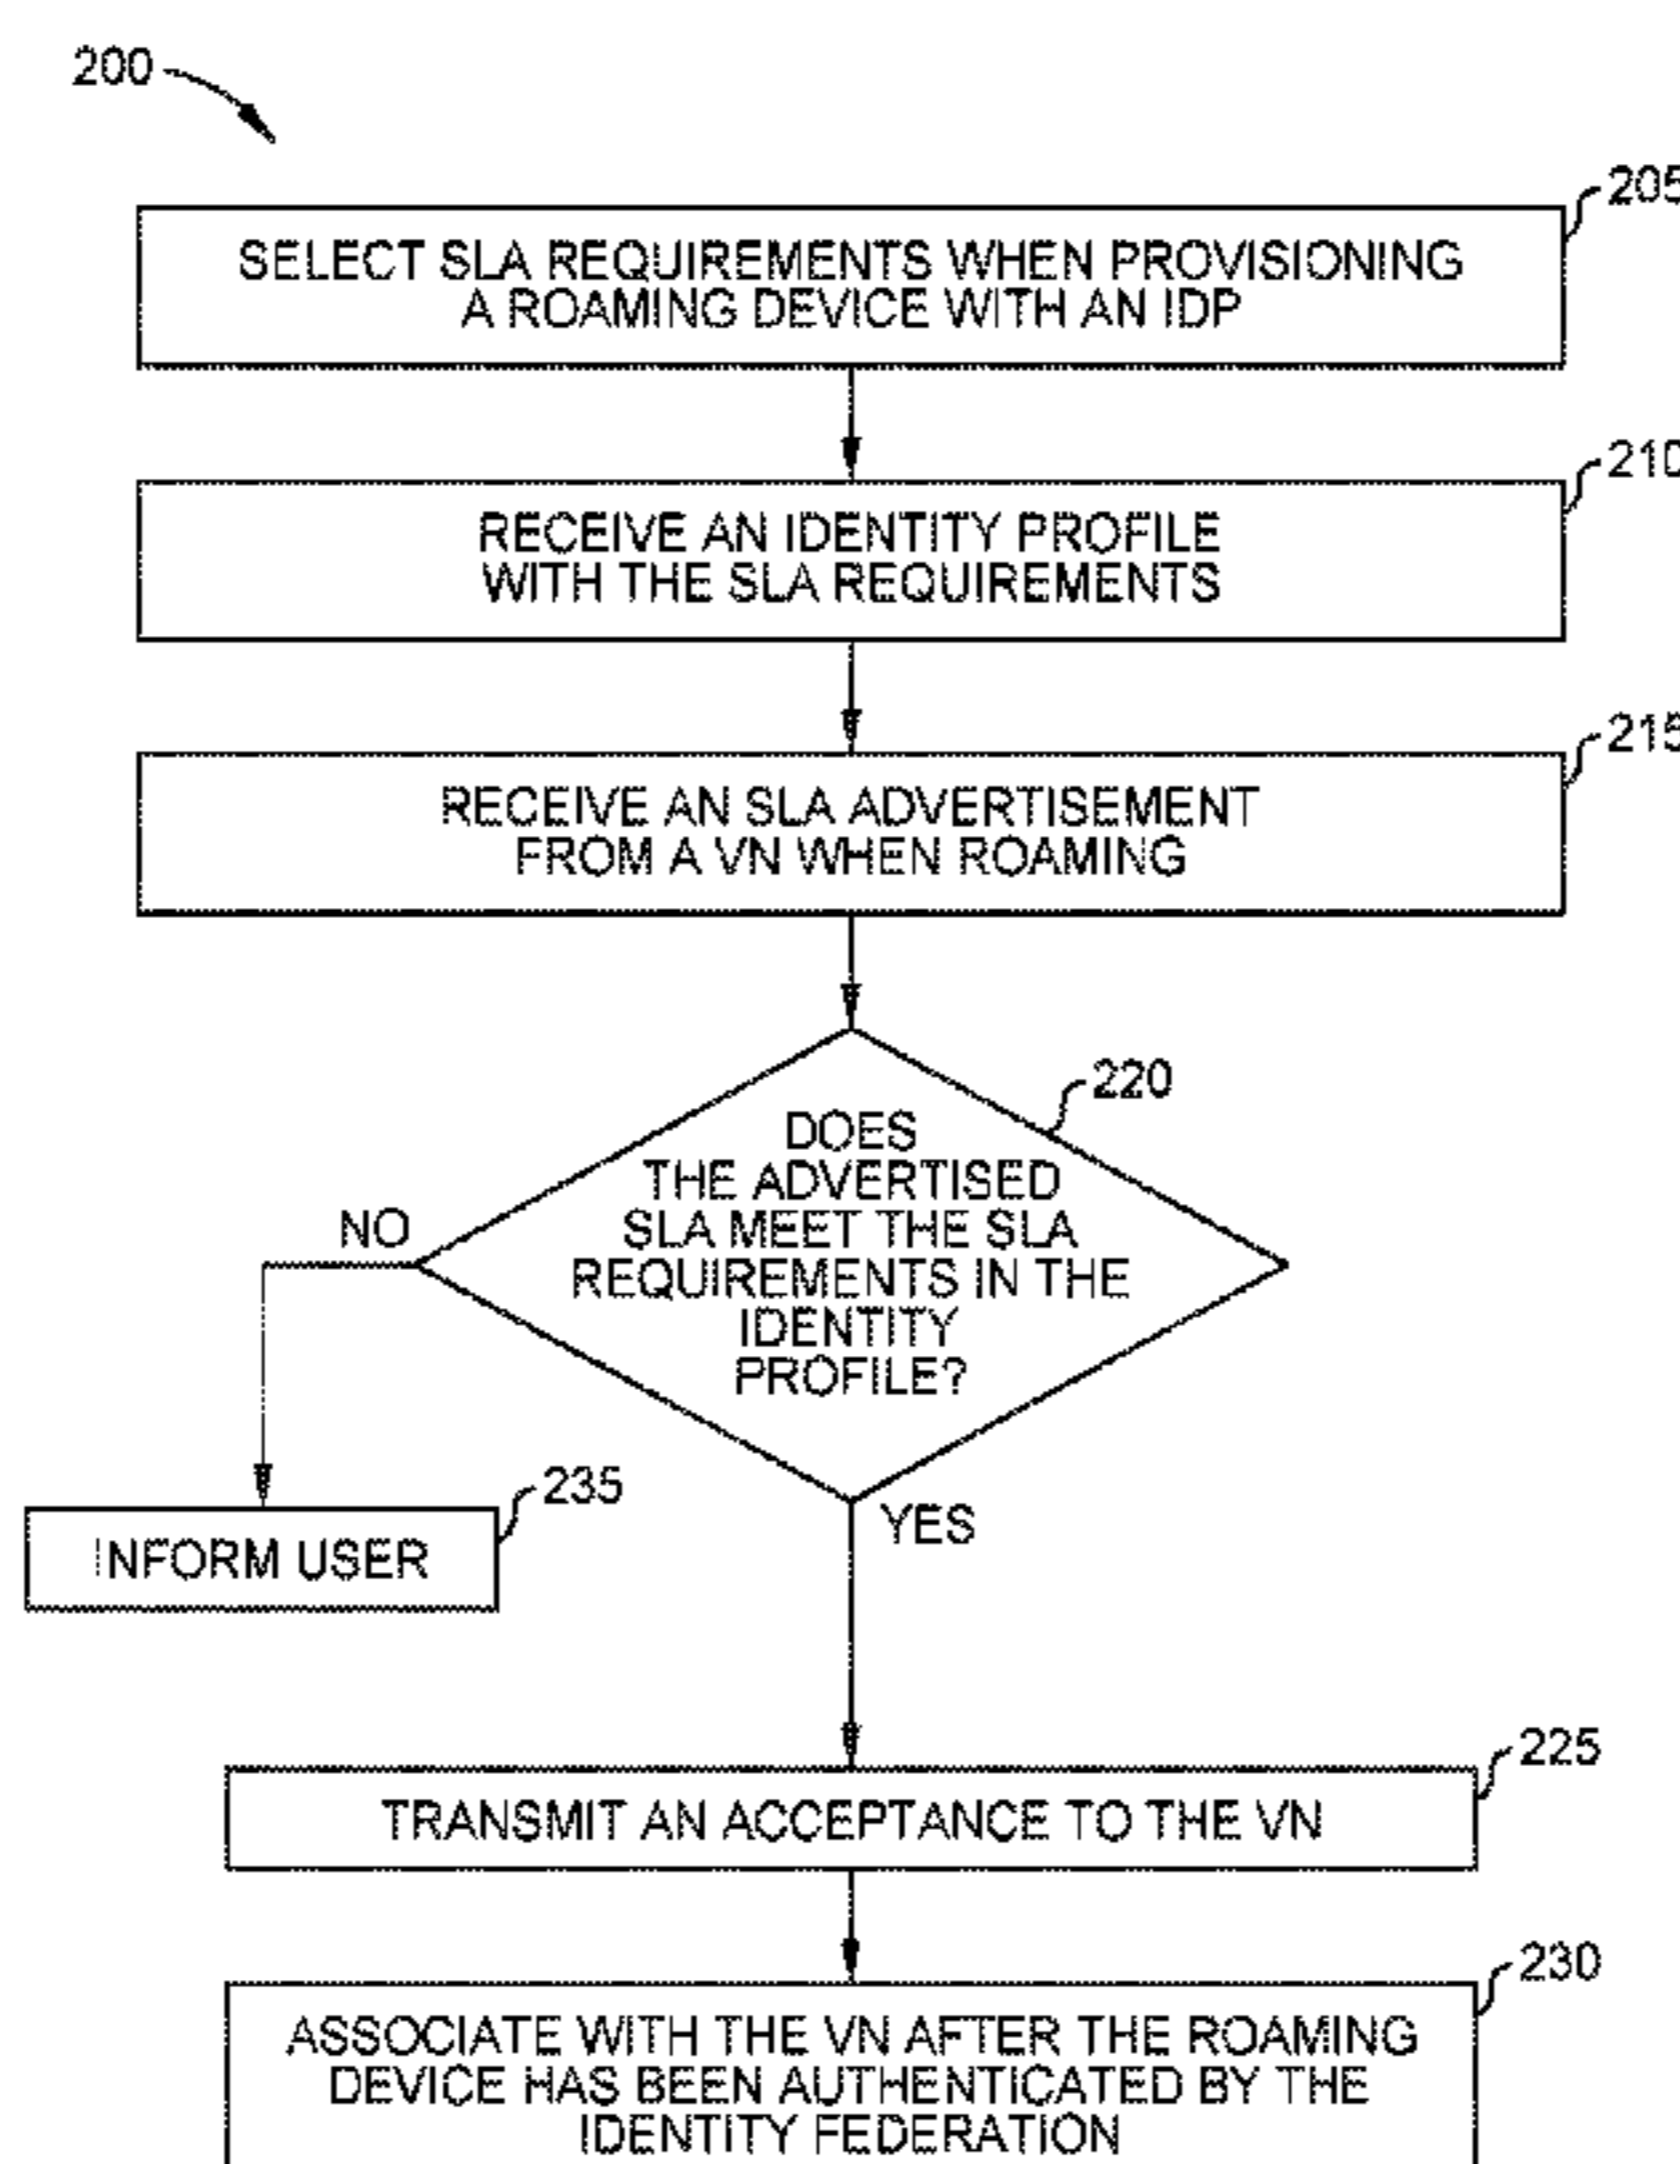 200
205
SELECT SLA REQUIREMENTS WHEN PROVISIONING
A ROAMING DEVICE WITH AN IDP
210
RECEIVE AN IDENTITY PROFILE
WITH THE SLA REQUIREMENTS
215
RECEIVE AN SLA ADVERTISEMENT
FROM A VN WHEN ROAMING
220
DOES
THE ADVERTISED
SLA MEET THE SLA
REQUIREMENTS IN THE
IDENTITY
PROFILE?
NO
YES
235
INFORM USER
225
TRANSMIT AN ACCEPTANCE TO THE VN
230
ASSOCIATE WITH THE VN AFTER THE ROAMING
DEVICE HAS BEEN AUTHENTICATED BY THE
IDENTITY FEDERATION